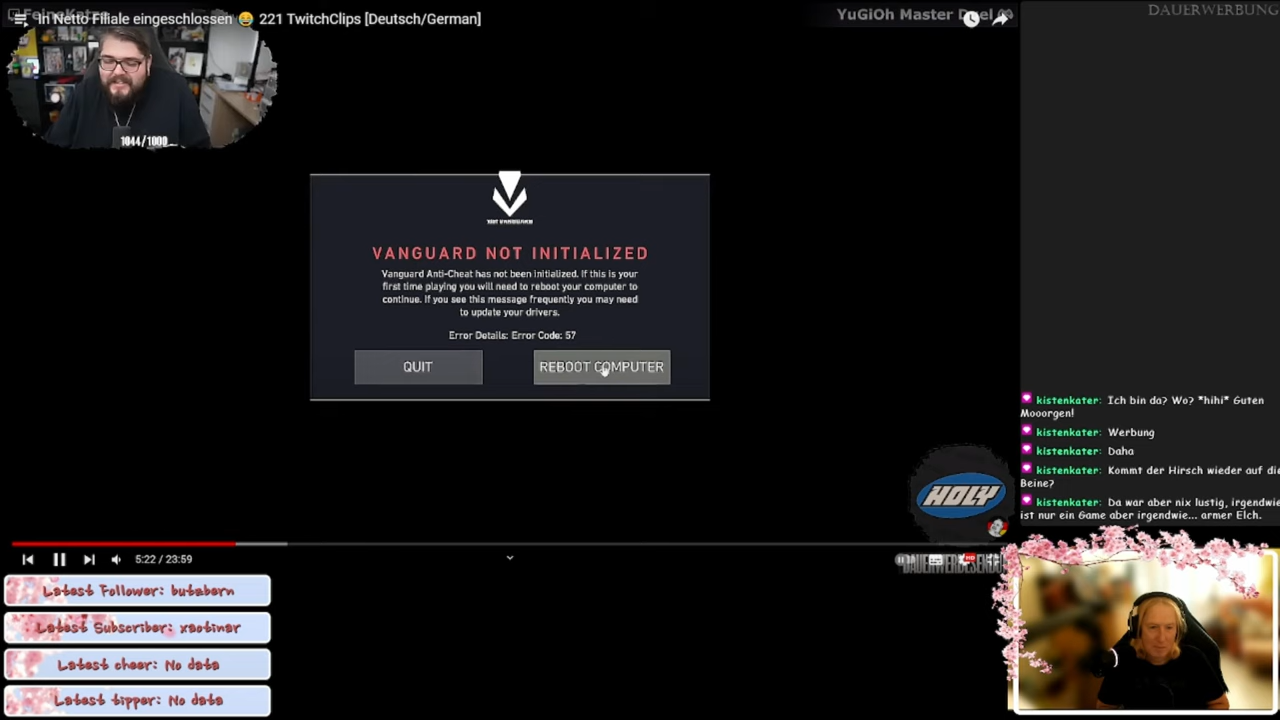 In Netto Filiale eingeschlossen 😂 221 TwitchClips [Deutsch/German]
YuGiOh Master Duel
DAUERWERBUNG
1044/1000
VANGUARD NOT INITIALIZED
Vanguard Anti-Cheat has not been initialized. If this is your
first time playing you will need to reboot your computer to
continue. If you see this message frequently you may need
to update your drivers.
Error Details: Error Code: 57
QUIT
REBOOT COMPUTER
kistenkater: Ich bin da? Wo? *hihi* Guten
Mooorgen!
kistenkater: Werbung
kistenkater: Daha
kistenkater: Kommt der Hirsch wieder auf die
Beine?
kistenkater: Da war aber nix lustig, irgendwie
ist nur ein Game aber irgendwie... armer Elch.
HOLY
5:22 / 23:59
HD
Latest Follower: butzbern
Latest Subscriber: xaotinar
Latest cheer: No data
Latest tipper: No data